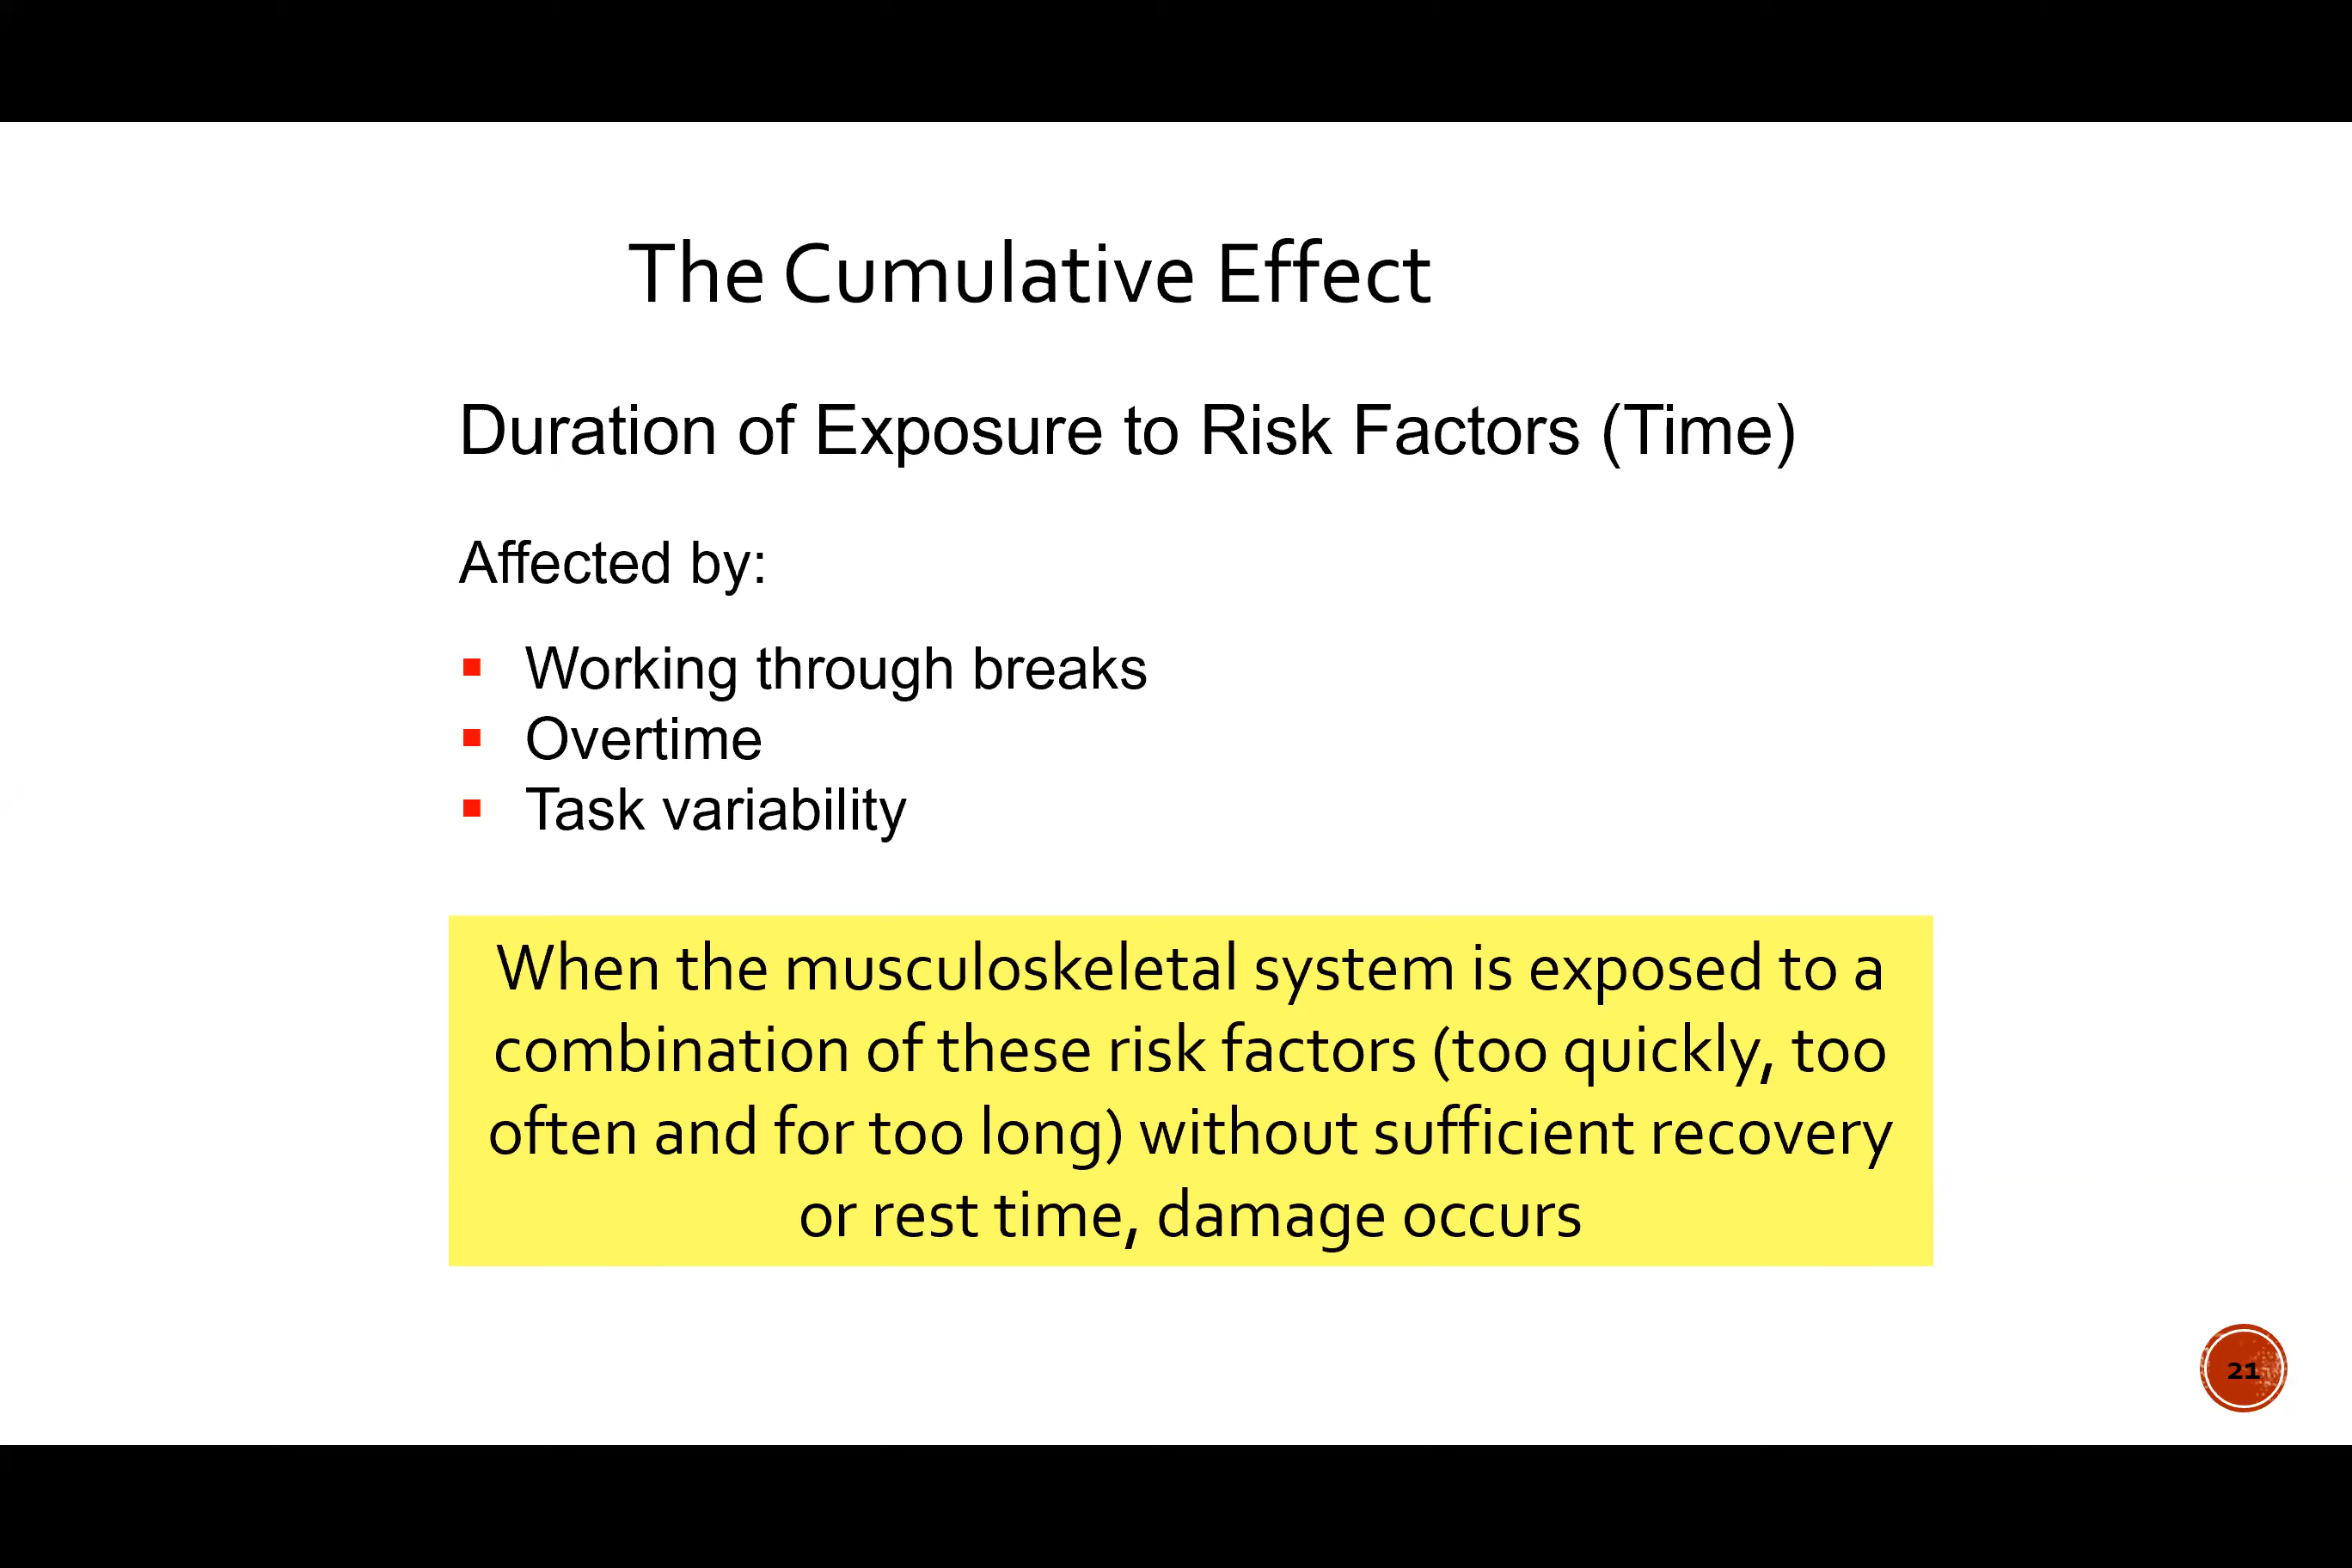 The Cumulative Effect
Duration of Exposure to Risk Factors (Time)
Affected by:
▪ Working through breaks
▪ Overtime
▪ Task variability
When the musculoskeletal system is exposed to a
combination of these risk factors (too quickly, too
often and for too long) without sufficient recovery
or rest time, damage occurs
21